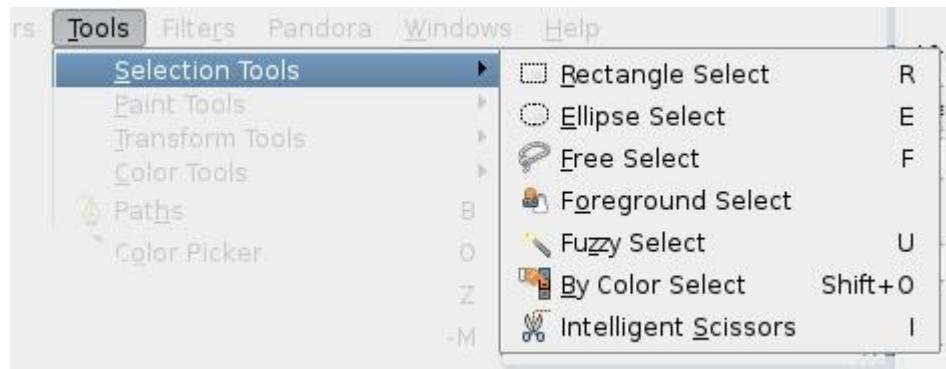 rs Tools Filters Pandora Windows Help
Selection Tools
Paint Tools
Transform Tools
Color Tools
Paths B
Color Picker O
Z
-M
Rectangle Select R
Ellipse Select E
Free Select F
Foreground Select
Fuzzy Select U
By Color Select Shift+O
Intelligent Scissors I